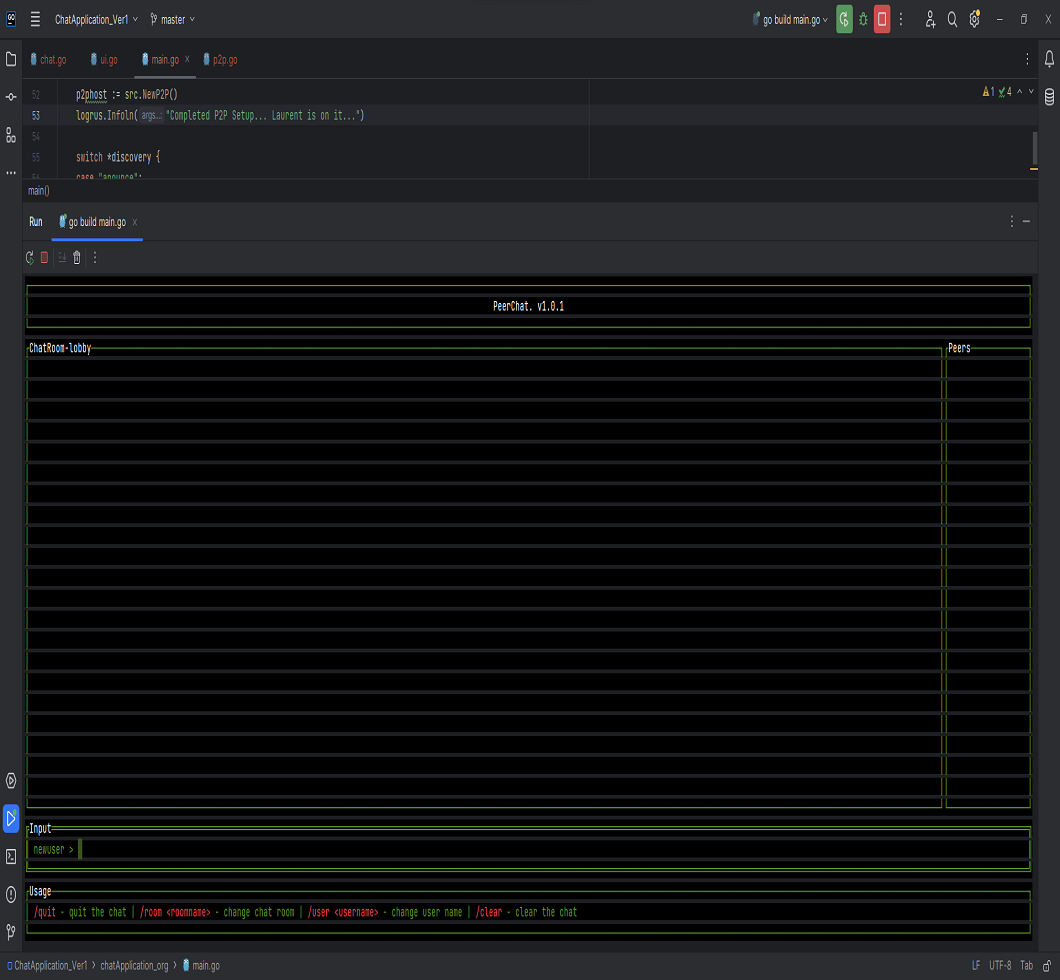 GO ChatApplication_Ver1 master go build main.go
chat.go ui.go main.go p2p.go
52 p2phost := src.NewP2P()
1 4
53 logrus.Infoln( args...: "Completed P2P Setup... Laurent is on it...")
54
55 switch *discovery {
56 case "anounce":
main()
Run go build main.go
PeerChat. v1.0.1
ChatRoom-lobby Peers
Input
newuser >
Usage
/quit - quit the chat | /room <roomname> - change chat room | /user <username> - change user name | /clear - clear the chat
ChatApplication_Ver1 > chatApplication_org > main.go LF UTF-8 Tab